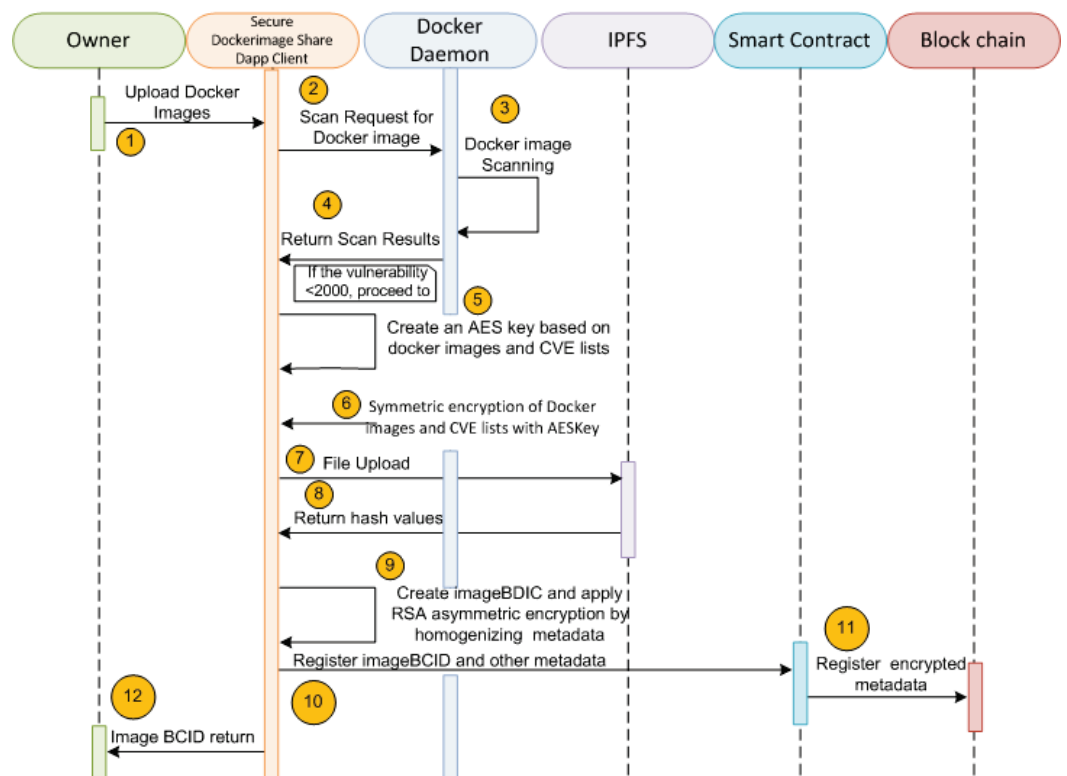 Owner
Secure
Dockerimage Share
Dapp Client
Docker
Daemon
IPFS
Smart Contract
Block chain
Upload Docker
Images
1
2
Scan Request for
Docker image
3
Docker image
Scanning
4
Return Scan Results
If the vulnerability
<2000, proceed to
5
Create an AES key based on
docker images and CVE lists
6
Symmetric encryption of Docker
images and CVE lists with AESKey
7
File Upload
8
Return hash values
9
Create imageBDIC and apply
RSA asymmetric encryption by
homogenizing metadata
Register imageBCID and other metadata
10
11
Register encrypted
metadata
12
Image BCID return